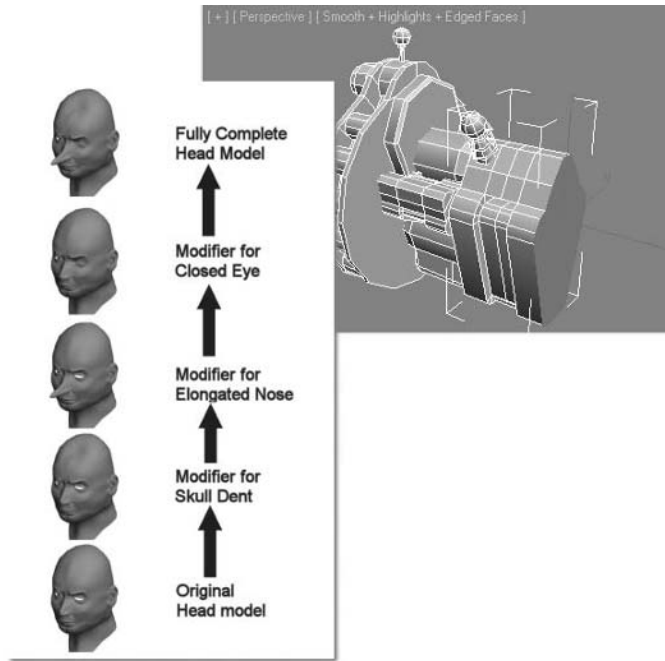 [ + ] [ Perspective ] [ Smooth + Highlights + Edged Faces ]
Fully Complete
Head Model
Modifier for
Closed Eye
Modifier for
Elongated Nose
Modifier for
Skull Dent
Original
Head model